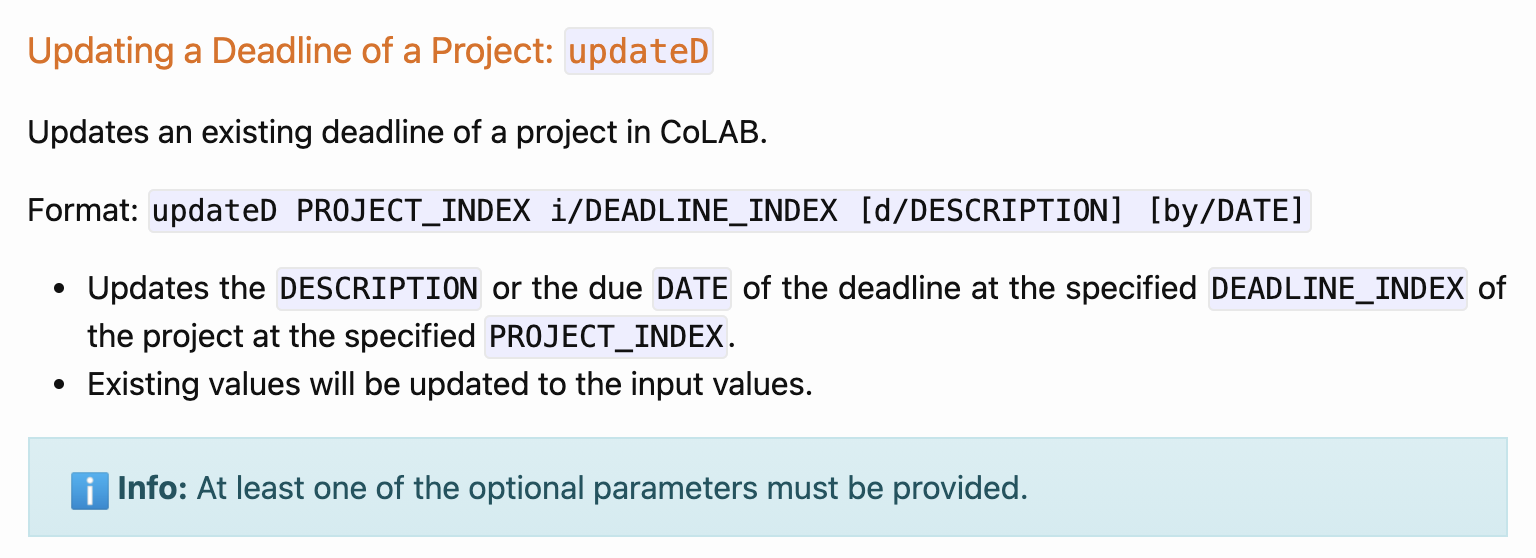 Updating a Deadline of a Project: updateD
Updates an existing deadline of a project in CoLAB.
Format: updateD PROJECT_INDEX i/DEADLINE_INDEX [d/DESCRIPTION] [by/DATE]
• Updates the DESCRIPTION or the due DATE of the deadline at the specified DEADLINE_INDEX of
the project at the specified PROJECT_INDEX.
• Existing values will be updated to the input values.
ℹ️ Info: At least one of the optional parameters must be provided.